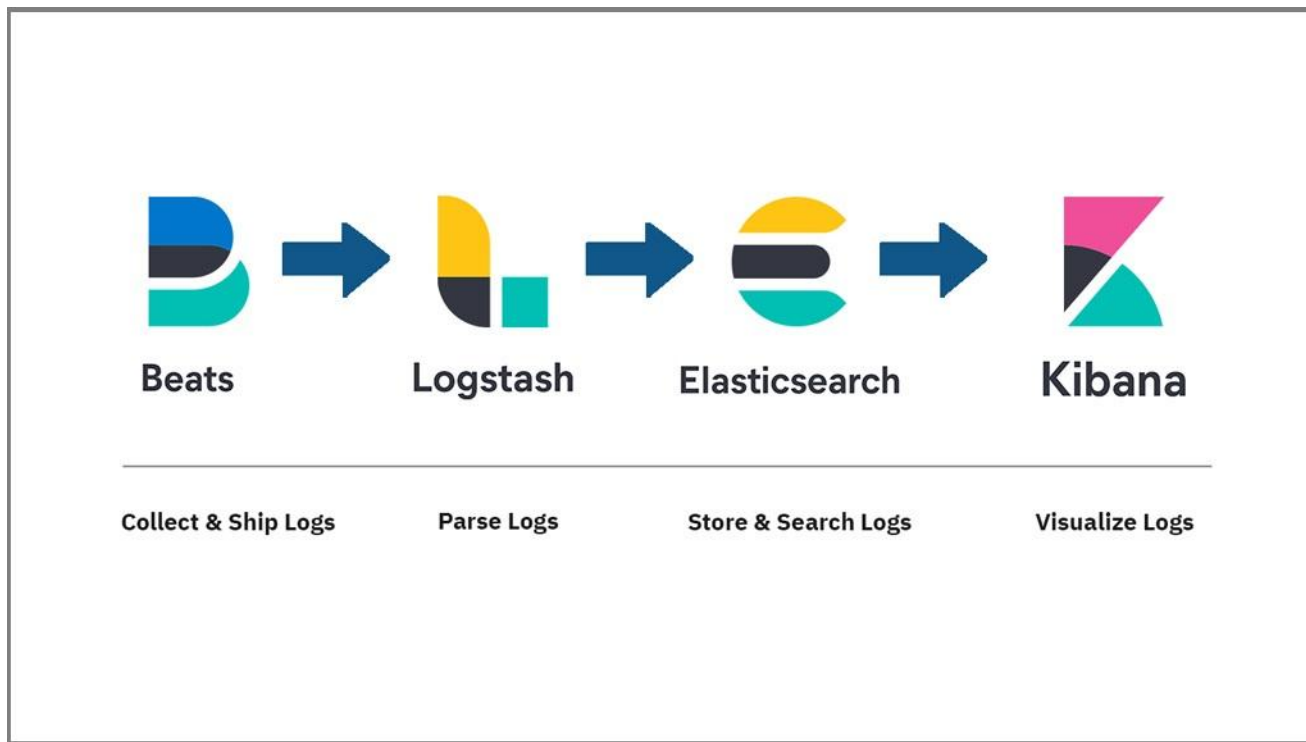 Beats
Logstash
Elasticsearch
Kibana
Collect & Ship Logs
Parse Logs
Store & Search Logs
Visualize Logs